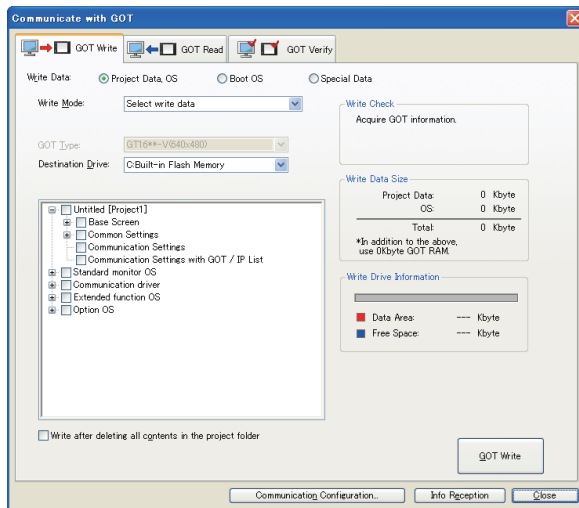 Communicate with GOT
GOT Write
GOT Read
GOT Verify
Write Data:
Project Data, OS
Boot OS
Special Data
Write Mode:
Select write data
GOT Type:
GT16**-V(640x480)
Destination Drive:
C:Built-in Flash Memory
Untitled [Project1]
Base Screen
Common Settings
Communication Settings
Communication Settings with GOT / IP List
Standard monitor OS
Communication driver
Extended function OS
Option OS
Write after deleting all contents in the project folder
Write Check
Acquire GOT information.
Write Data Size
Project Data: 0 Kbyte
OS: 0 Kbyte
Total: 0 Kbyte
*In addition to the above,
use 0Kbyte GOT RAM.
Write Drive Information
Data Area: --- Kbyte
Free Space: --- Kbyte
GOT Write
Communication Configuration...
Info Reception
Close